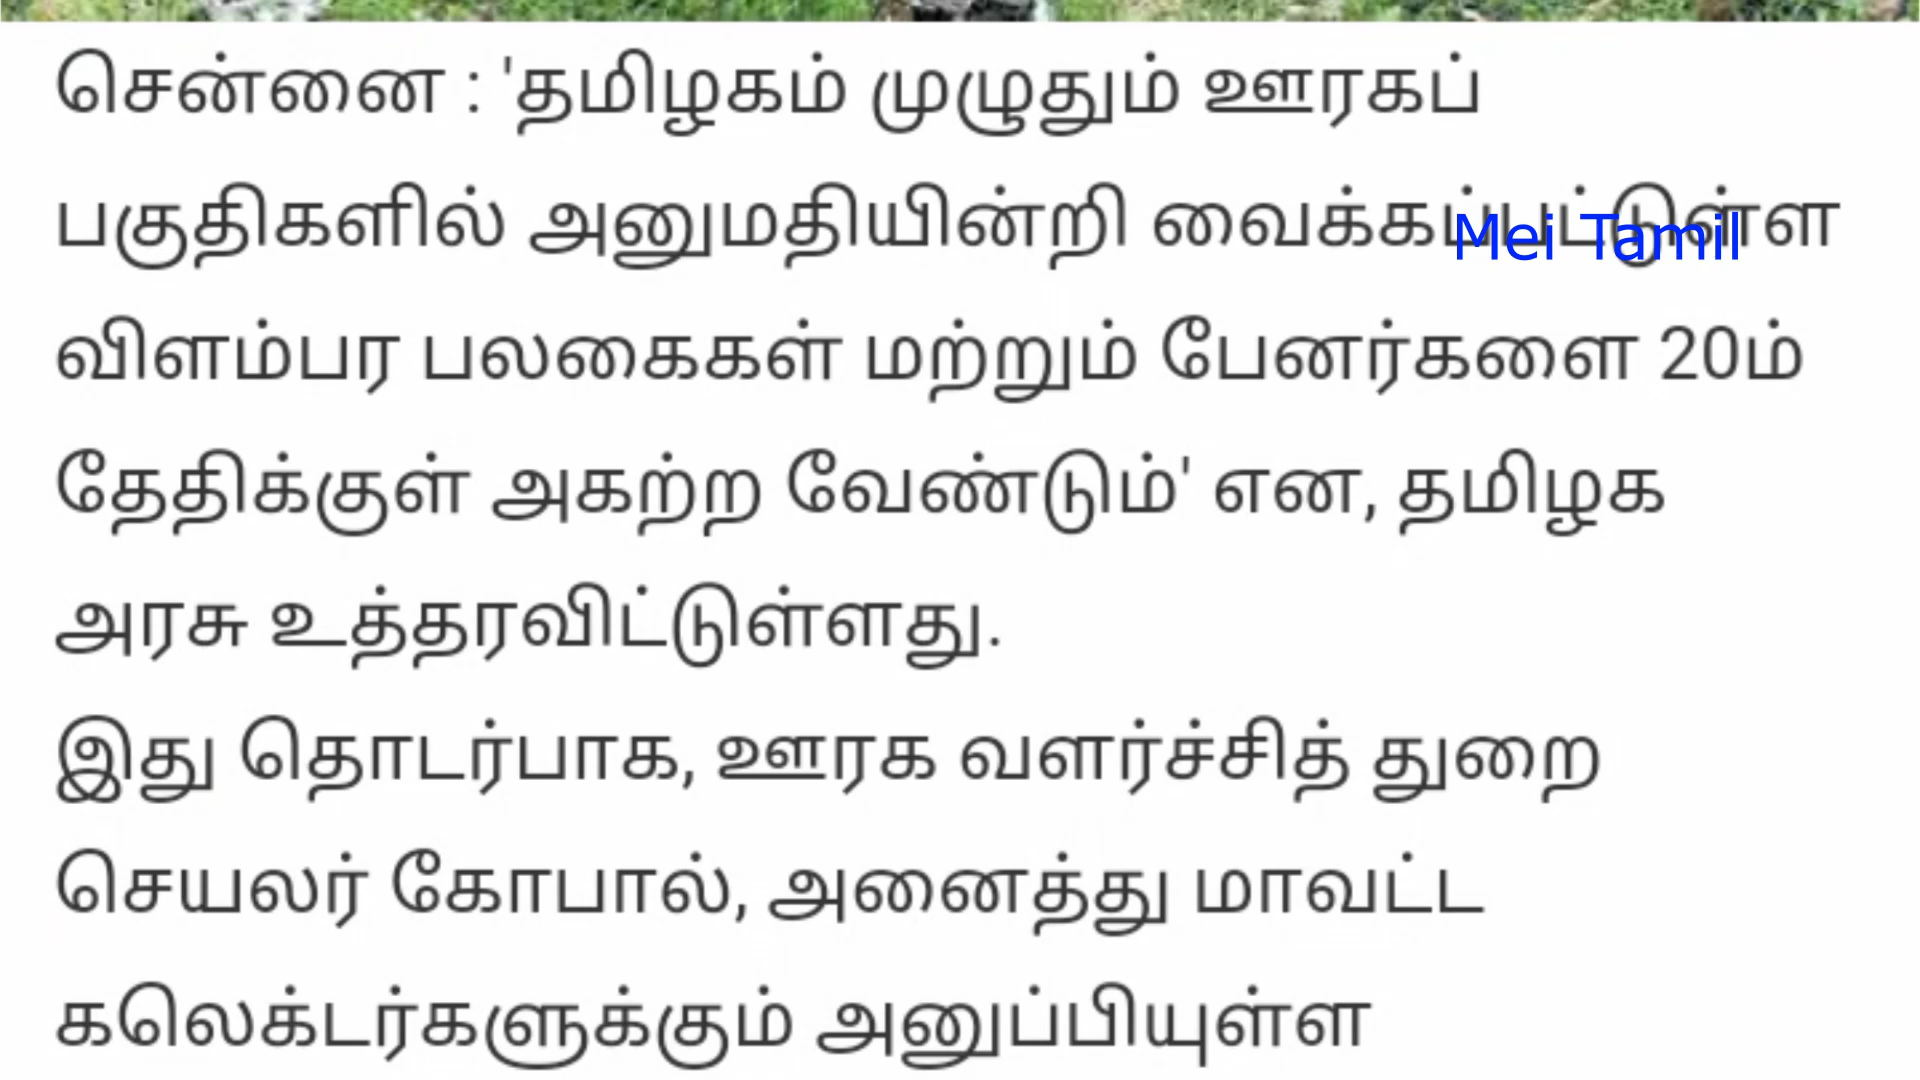 சென்னை : 'தமிழகம் முழுதும் ஊரகப்
பகுதிகளில் அனுமதியின்றி வைக்கப்பட்டுள்ள
Mei Tamil
விளம்பர பலகைகள் மற்றும் பேனர்களை 20ம்
தேதிக்குள் அகற்ற வேண்டும்' என, தமிழக
அரசு உத்தரவிட்டுள்ளது.
இது தொடர்பாக, ஊரக வளர்ச்சித் துறை
செயலர் கோபால், அனைத்து மாவட்ட
கலெக்டர்களுக்கும் அனுப்பியுள்ள